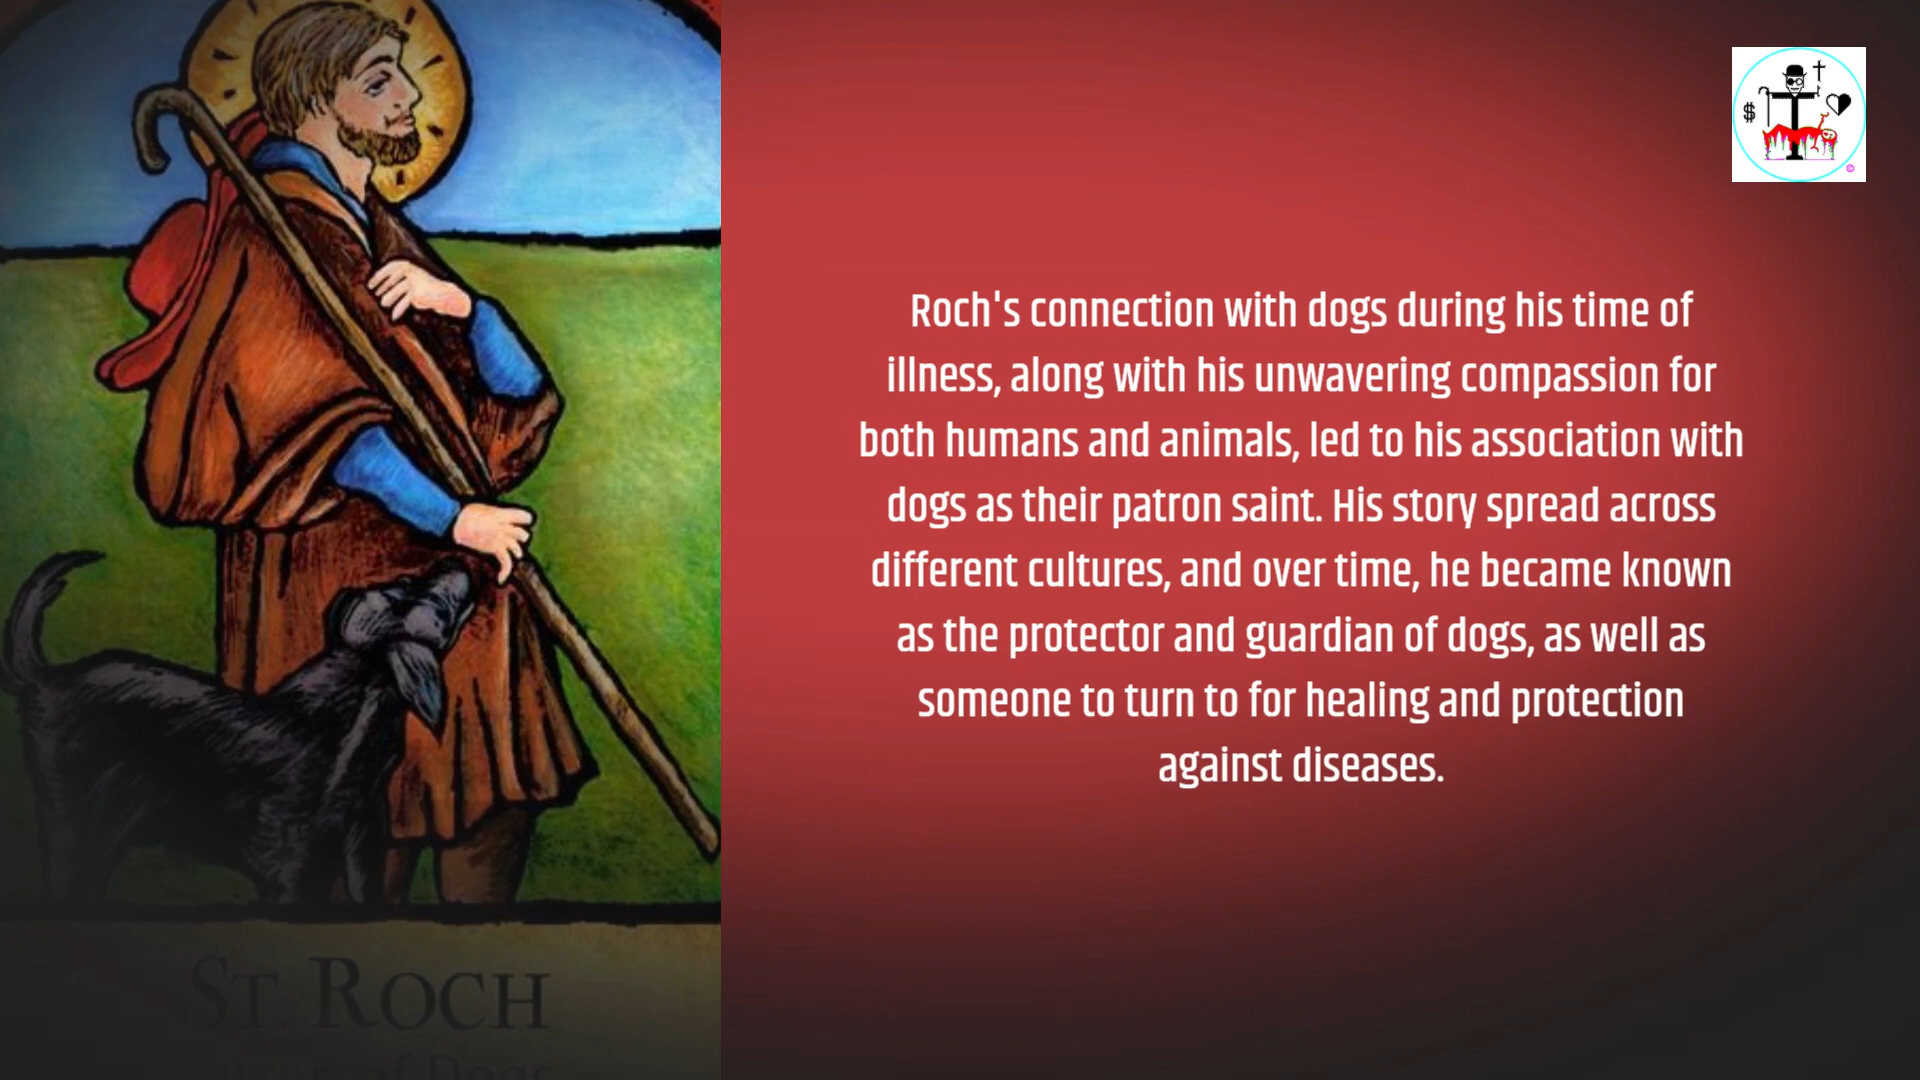 Roch's connection with dogs during his time of
illness, along with his unwavering compassion for
both humans and animals, led to his association with
dogs as their patron saint. His story spread across
different cultures, and over time, he became known
as the protector and guardian of dogs, as well as
someone to turn to for healing and protection
against diseases.
$
©
ST. ROCH
Patron of Dogs